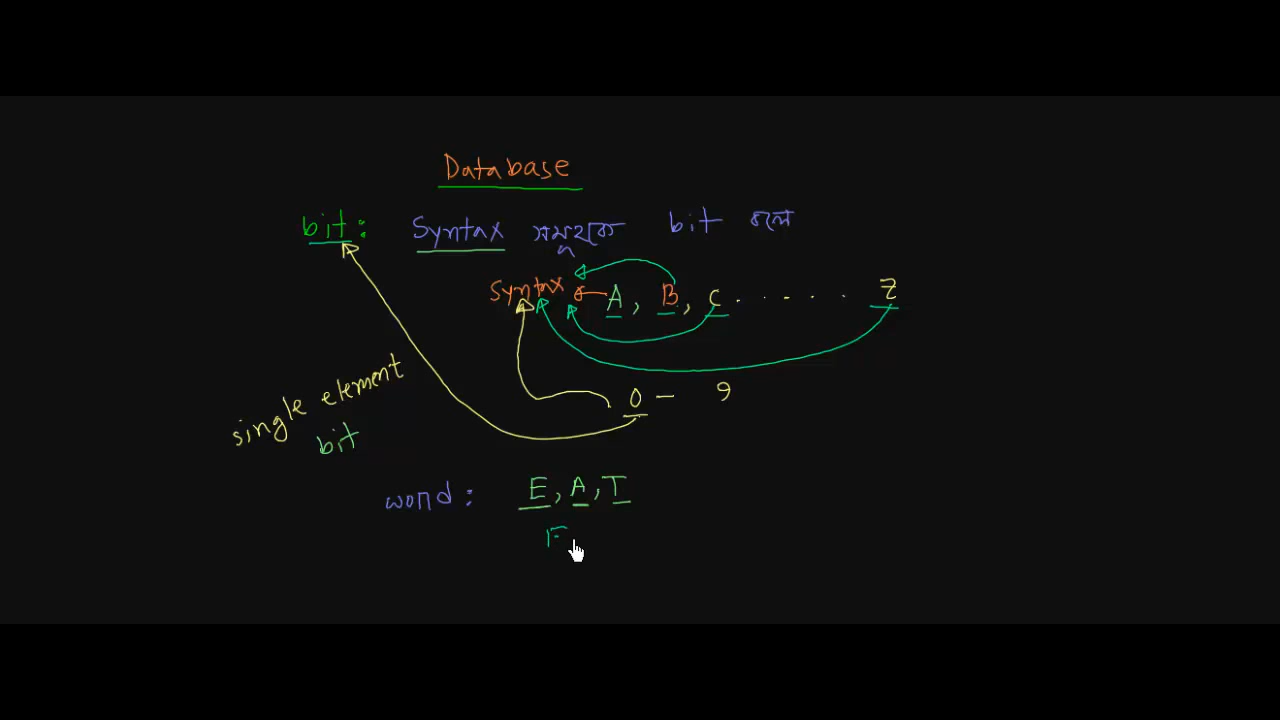 Database
bit: Syntax সমূহকে bit বলে
Syntax A, B, C ...... Z
0 - 9
single element
bit
word: E, A, T
F